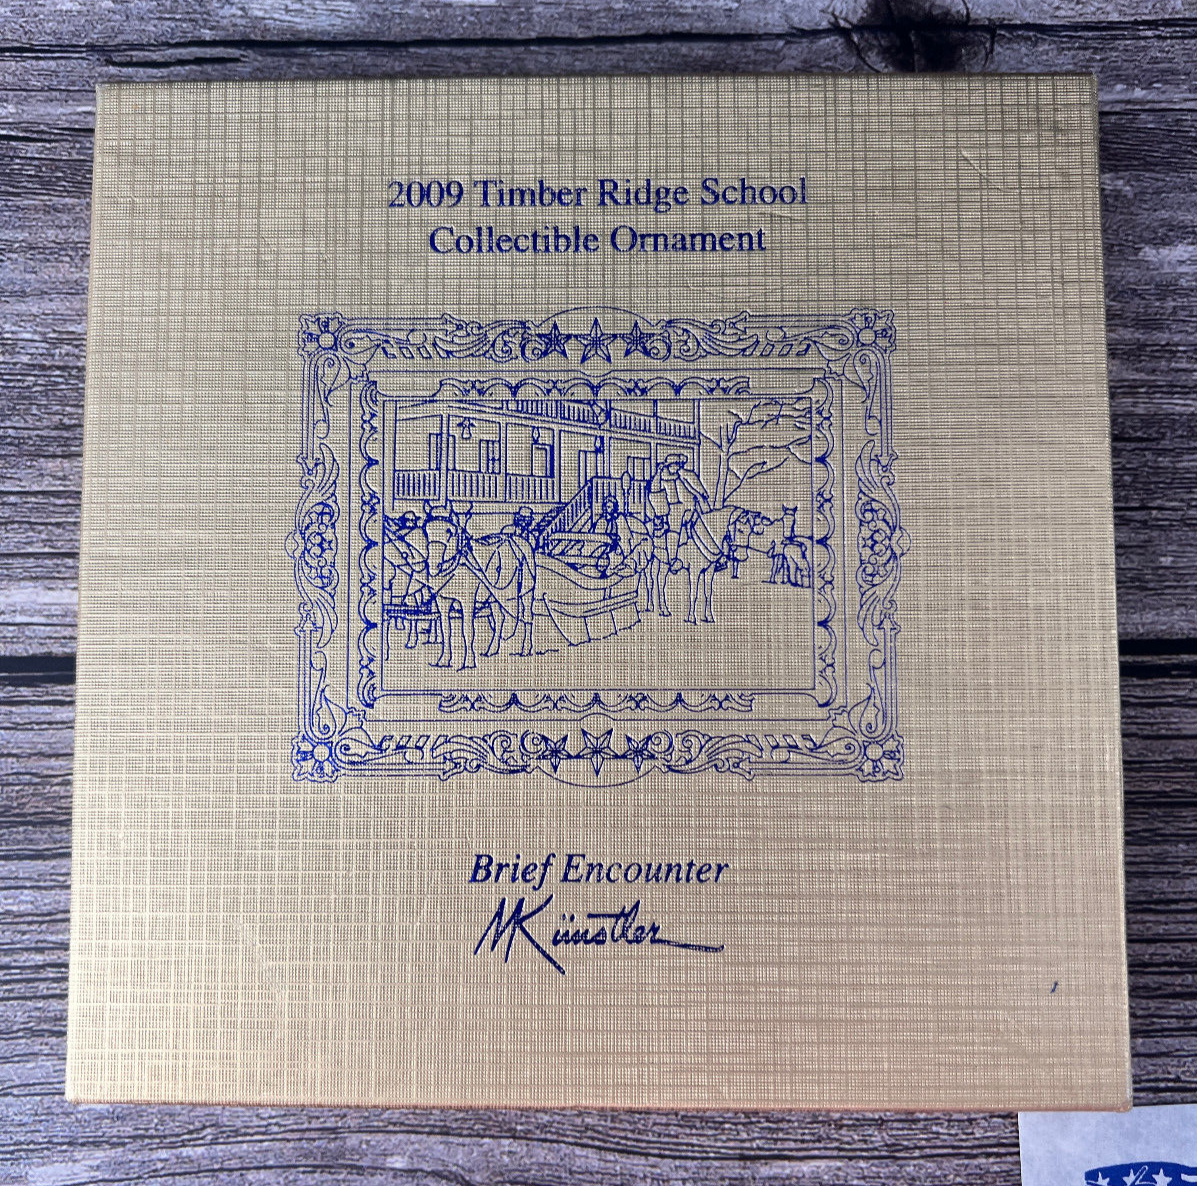 2009 Timber Ridge School
Collectible Ornament
Brief Encounter
MKünstler